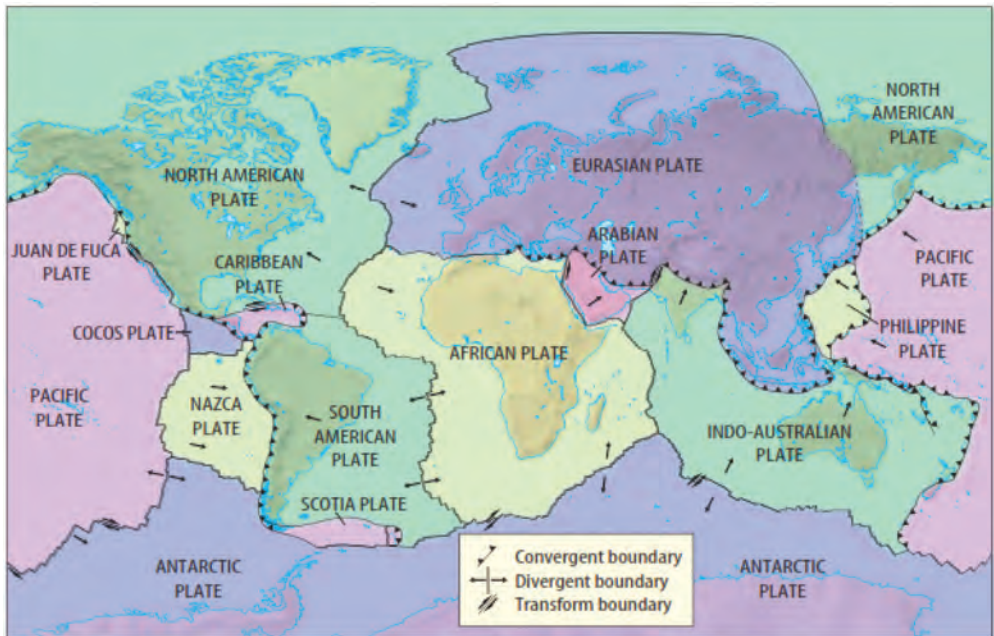 NORTH
AMERICAN
PLATE
EURASIAN PLATE
NORTH AMERICAN
PLATE
ARABIAN
PLATE
JUAN DE FUCA
PLATE
CARIBBEAN
PLATE
PACIFIC
PLATE
COCOS PLATE
PHILIPPINE
PLATE
AFRICAN PLATE
PACIFIC
PLATE
NAZCA
PLATE
SOUTH
AMERICAN
PLATE
INDO-AUSTRALIAN
PLATE
SCOTIA PLATE
ANTARCTIC
PLATE
Convergent boundary
Divergent boundary
Transform boundary
ANTARCTIC
PLATE